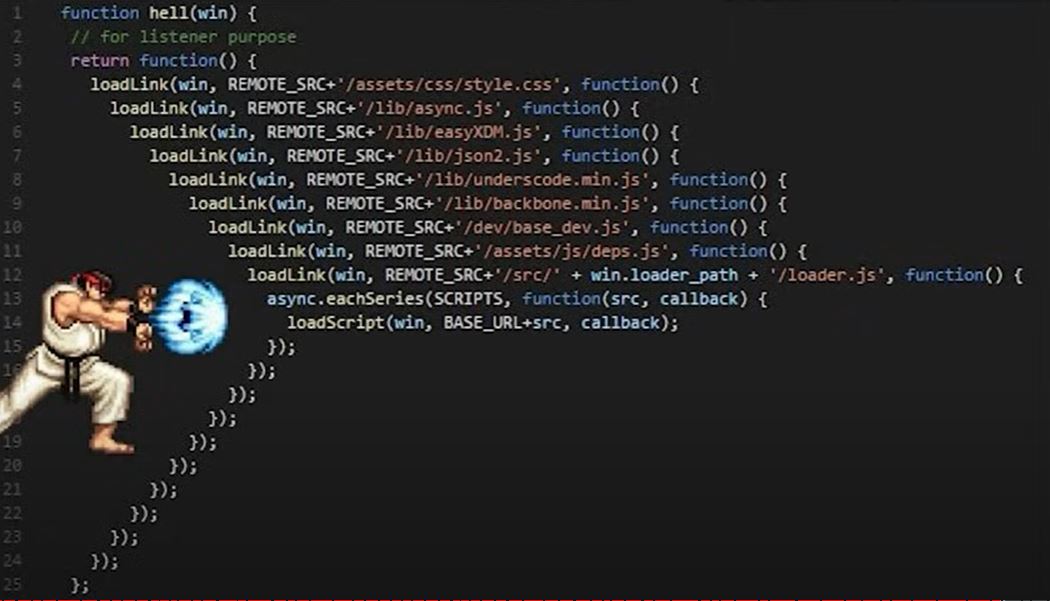 1 function hell(win) {
2 // for listener purpose
3 return function() {
4 loadLink(win, REMOTE_SRC+'/assets/css/style.css', function() {
5 loadLink(win, REMOTE_SRC+'/lib/async.js', function() {
6 loadLink(win, REMOTE_SRC+'/lib/easyXDM.js', function() {
7 loadLink(win, REMOTE_SRC+'/lib/json2.js', function() {
8 loadLink(win, REMOTE_SRC+'/lib/underscode.min.js', function() {
9 loadLink(win, REMOTE_SRC+'/lib/backbone.min.js', function() {
10 loadLink(win, REMOTE_SRC+'/dev/base_dev.js', function() {
11 loadLink(win, REMOTE_SRC+'/assets/js/deps.js', function() {
12 loadLink(win, REMOTE_SRC+'/src/' + win.loader_path + '/loader.js', function() {
13 async.eachSeries(SCRIPTS, function(src, callback) {
14 loadScript(win, BASE_URL+src, callback);
15 });
16 });
});
});
19 });
20 });
21 });
22 });
23 });
24 });
25 };